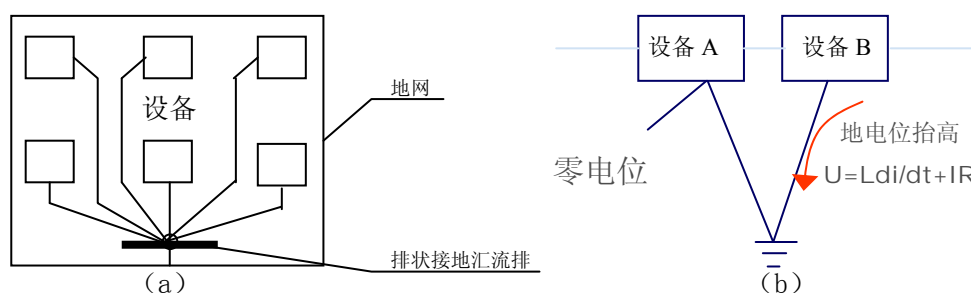 设备
地网
排状接地汇流排
(a)
设备 A
设备 B
地电位抬高
零电位
U=Ldi/dt+IR
(b)